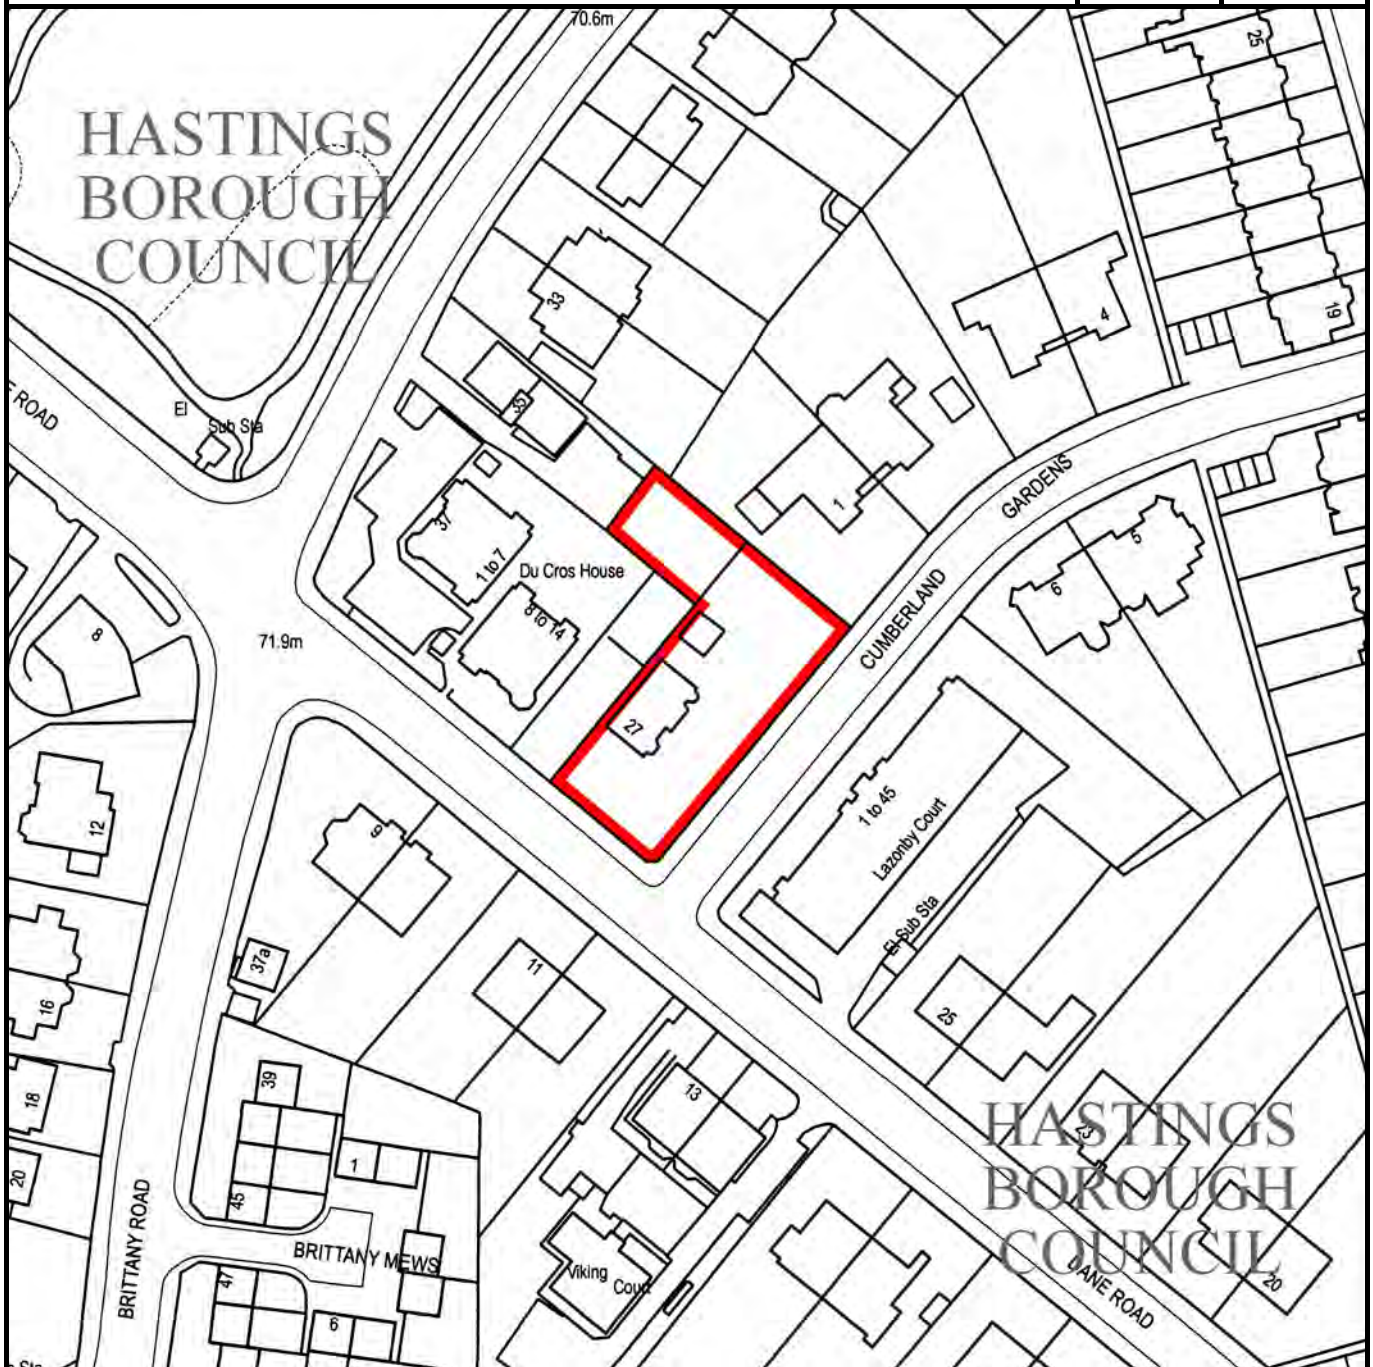 70.6m
25
HASTINGS
BOROUGH
COUNCIL
33
4
19
35
El
Sub Sta
ROAD
1
GARDENS
37
1 to 7
Du Cros House
8 to 14
5
6
CUMBERLAND
8
71.9m
27
1 to 45
Lazonby Court
12
9
El Sub Sta
37a
11
16
25
39
13
18
23
HASTINGS
BOROUGH
COUNCIL
1
20
45
BRITTANY ROAD
BRITTANY MEWS
Viking
Court
47
DANE ROAD
20
6
Sta